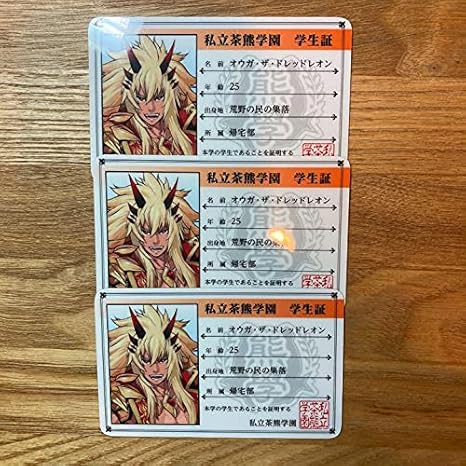 私立茶熊学園 学生証
名 前 オウガ・ザ・ドレッドレオン
年 齢 25
出身地 荒野の民の集落
所 属 帰宅部
本学の学生であることを証明する
私立茶熊学園 学生証
名 前 オウガ・ザ・ドレッドレオン
年 齢 25
出身地 荒野の民の集
所 属 帰宅部
本学の学生であることを証明する
私立茶熊学園 学生証
名 前 オウガ・ザ・ドレッドレオン
年 齢 25
出身地 荒野の民の集落
所 属 帰宅部
本学の学生であることを証明する
私立茶熊学園